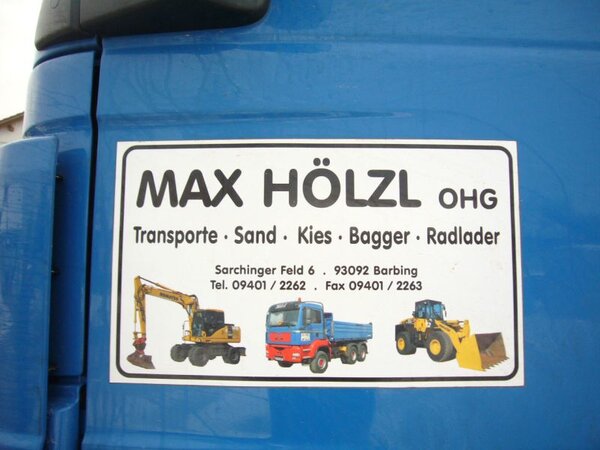 MAX HÖLZL OHG
Transporte · Sand · Kies · Bagger · Radlader
Sarchinger Feld 6 . 93092 Barbing
Tel. 09401 / 2262 . Fax 09401 / 2263